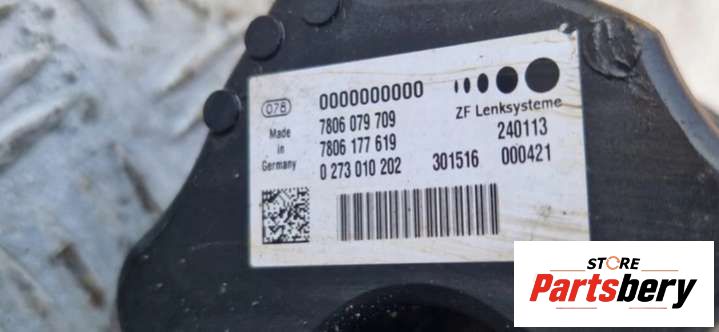 078 0000000000
ZF Lenksysteme
Made in Germany
7806 079 709
240113
7806 177 619
0 273 010 202 301516 000421
STORE
Partsbery